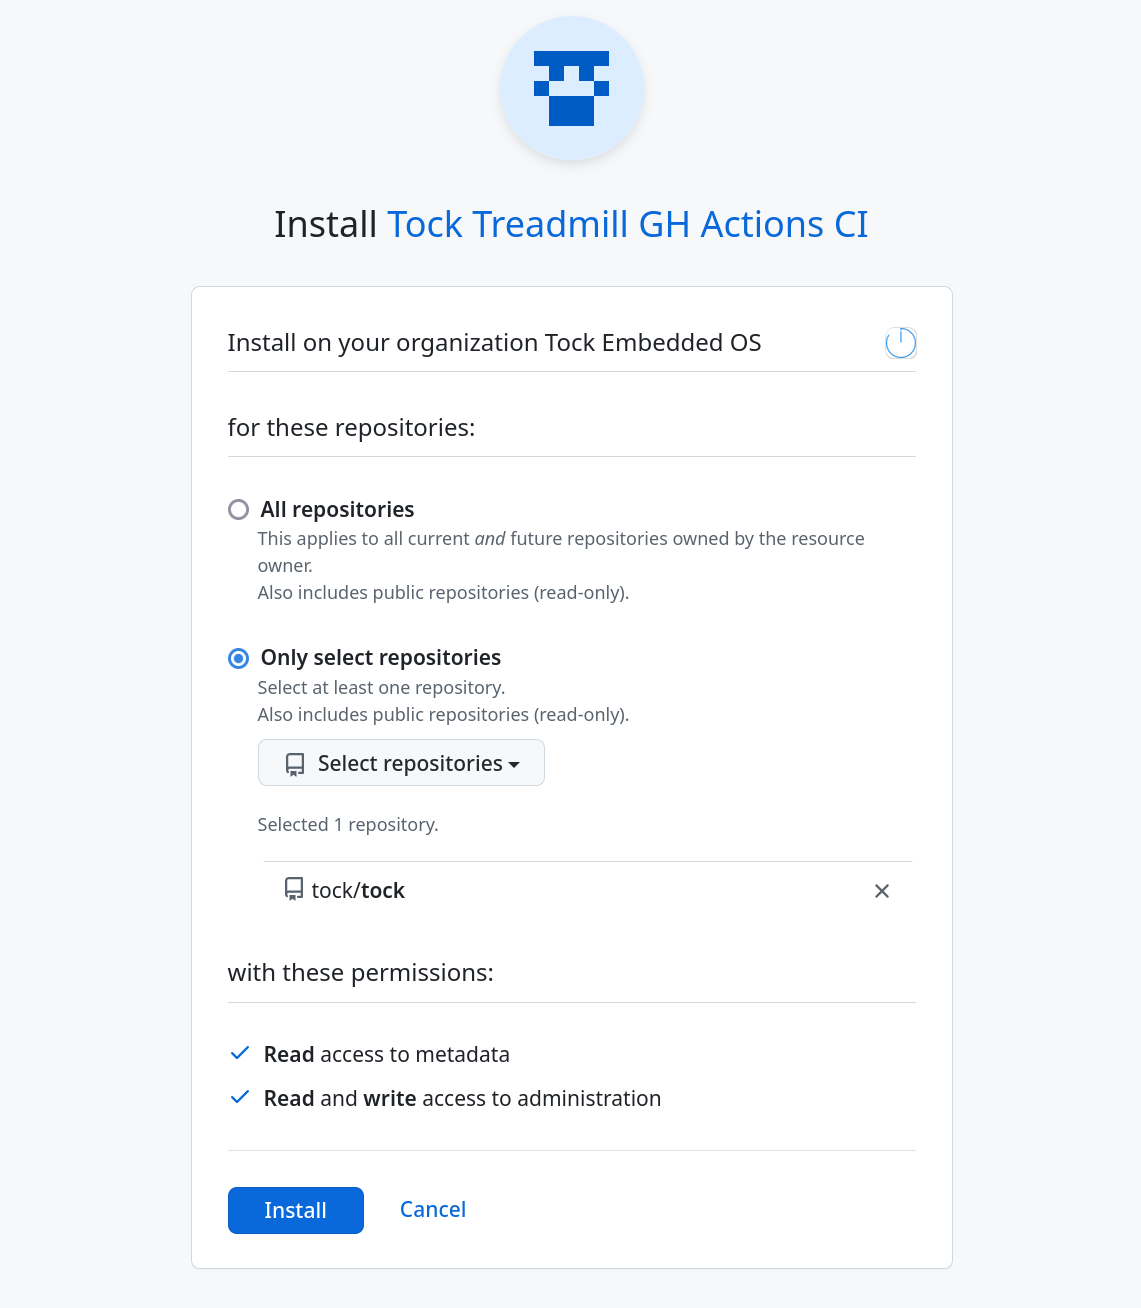 Install Tock Treadmill GH Actions CI
Install on your organization Tock Embedded OS
for these repositories:
All repositories
This applies to all current and future repositories owned by the resource
owner.
Also includes public repositories (read-only).
Only select repositories
Select at least one repository.
Also includes public repositories (read-only).
Select repositories
Selected 1 repository.
tock/tock
with these permissions:
Read access to metadata
Read and write access to administration
Install Cancel